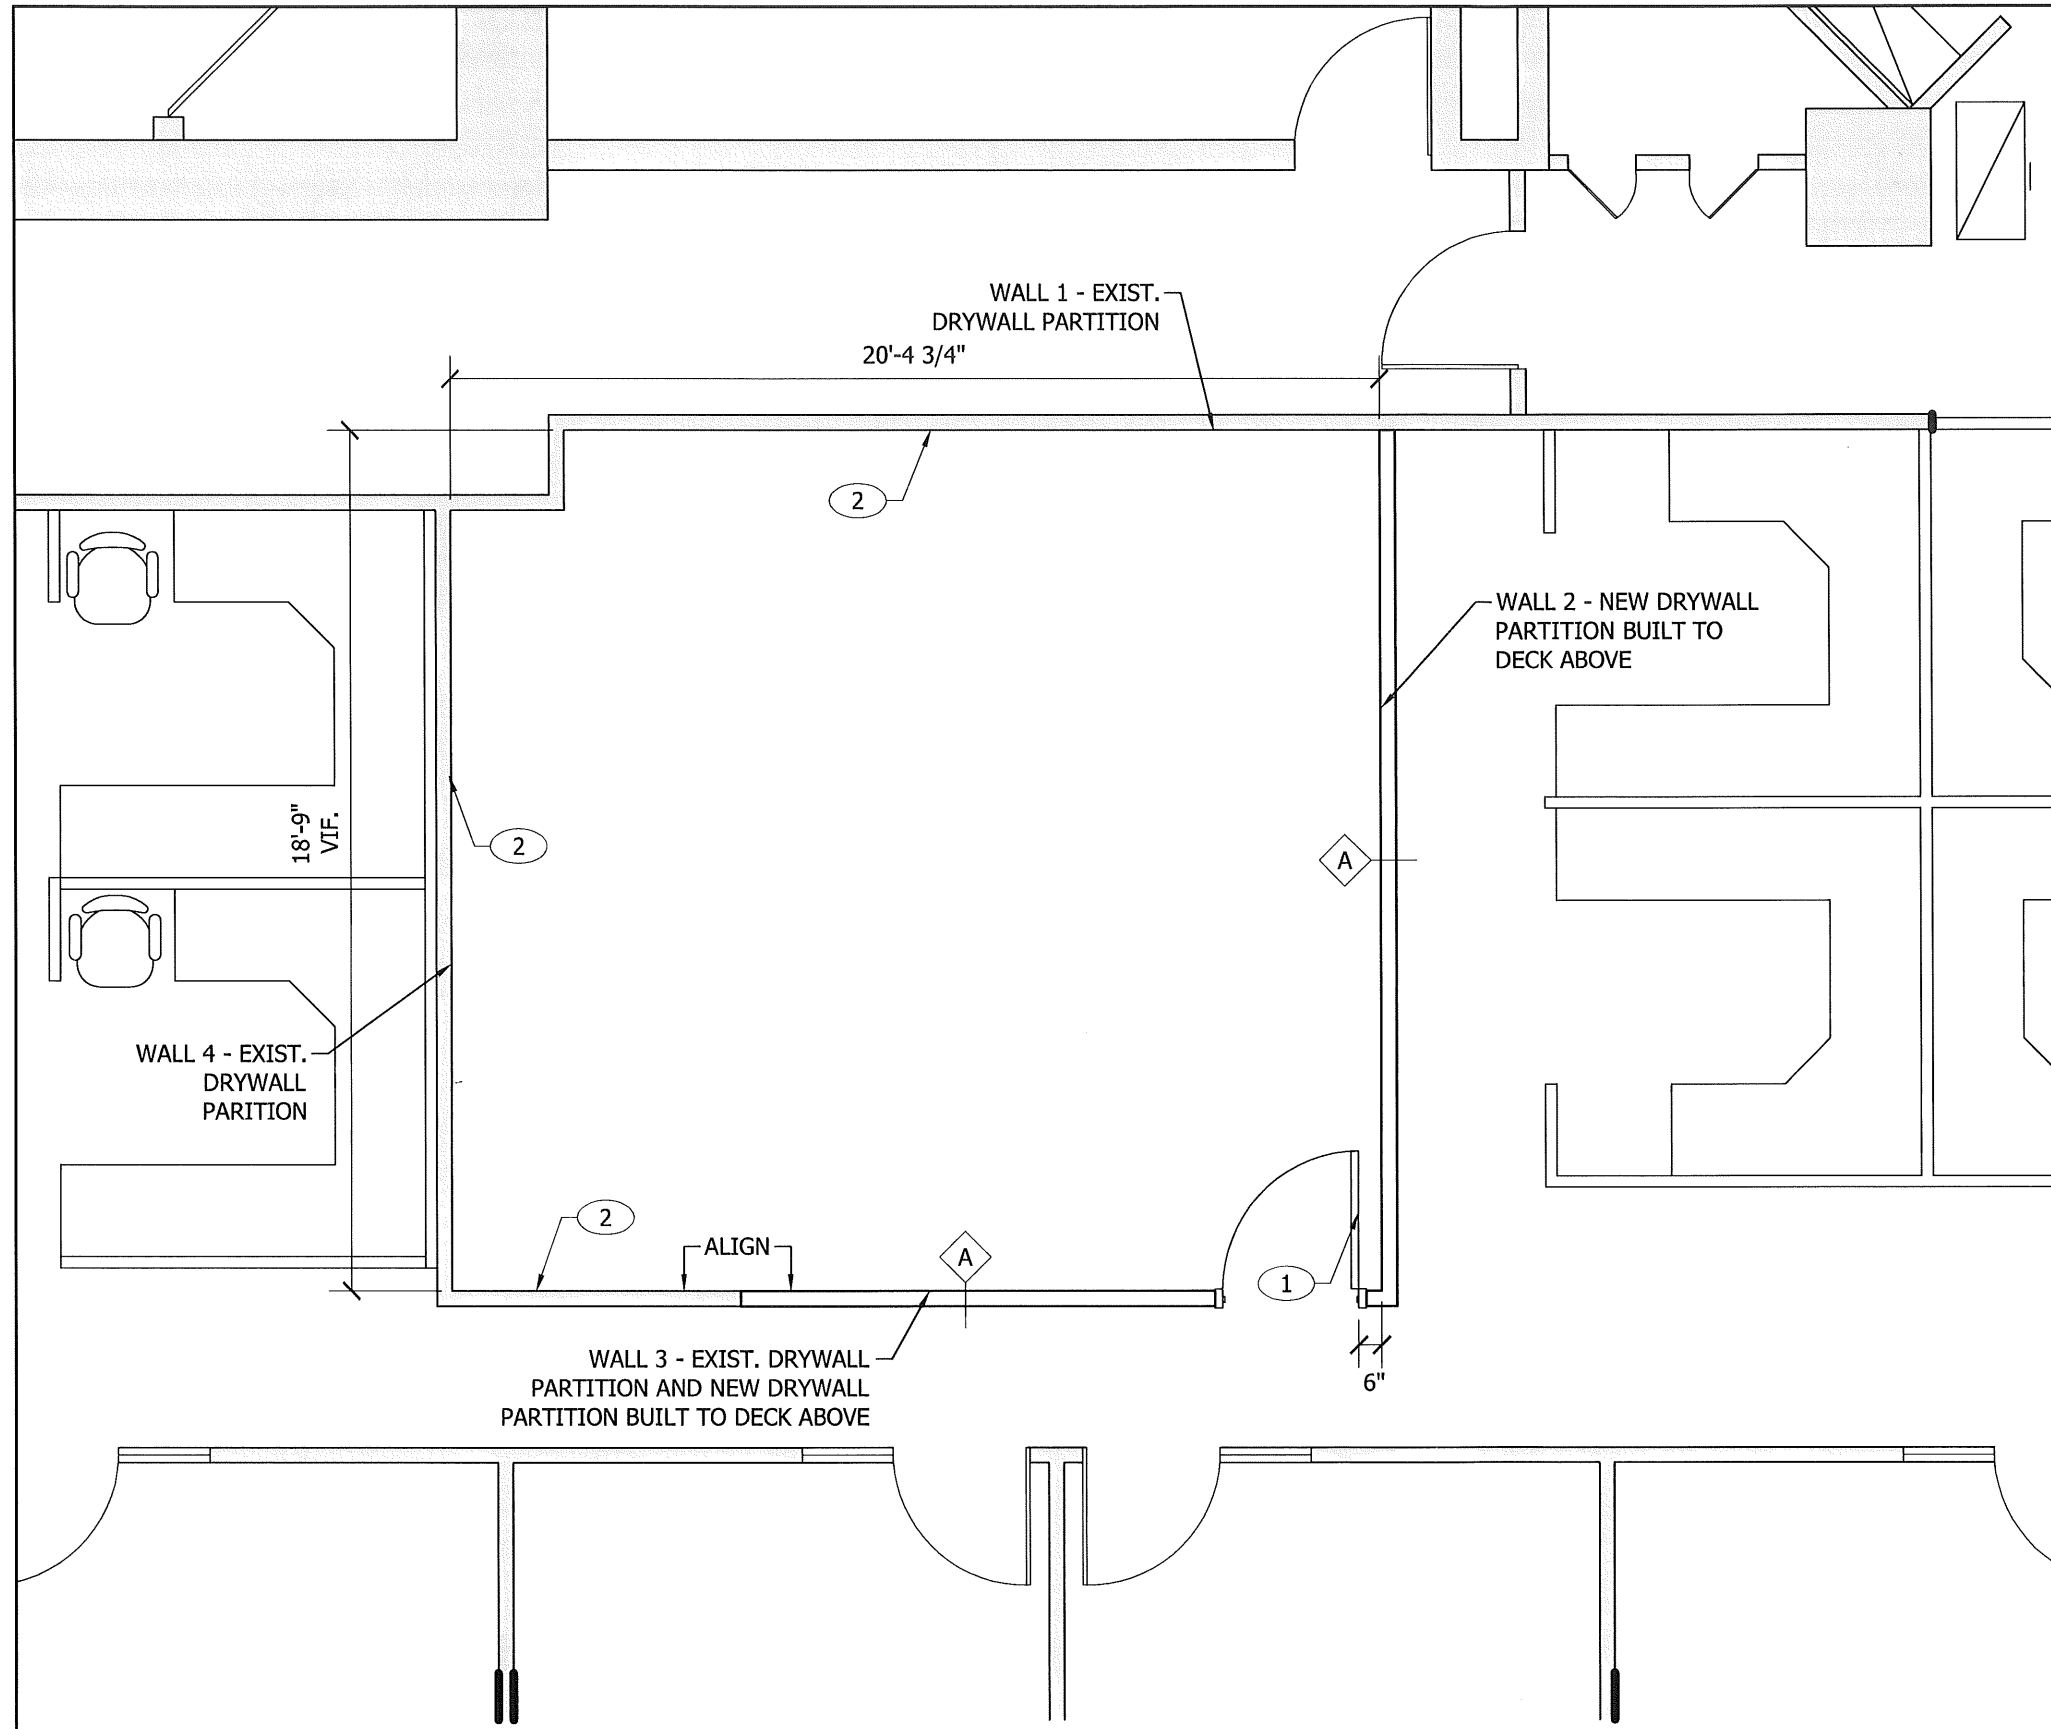 WALL 1 - EXIST.
DRYWALL PARTITION
20'-4 3/4"
2
WALL 2 - NEW DRYWALL
PARTITION BUILT TO
DECK ABOVE
18'-9"
VIF.
2
A
WALL 4 - EXIST.
DRYWALL
PARITION
2
ALIGN
A
1
WALL 3 - EXIST. DRYWALL
PARTITION AND NEW DRYWALL
PARTITION BUILT TO DECK ABOVE
6"